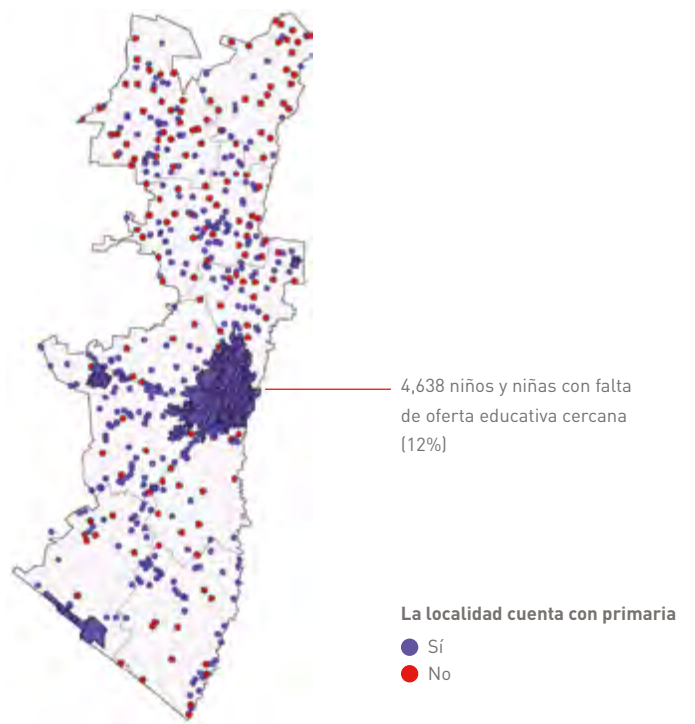 4,638 niños y niñas con falta
de oferta educativa cercana
(12%)
La localidad cuenta con primaria
Sí
No